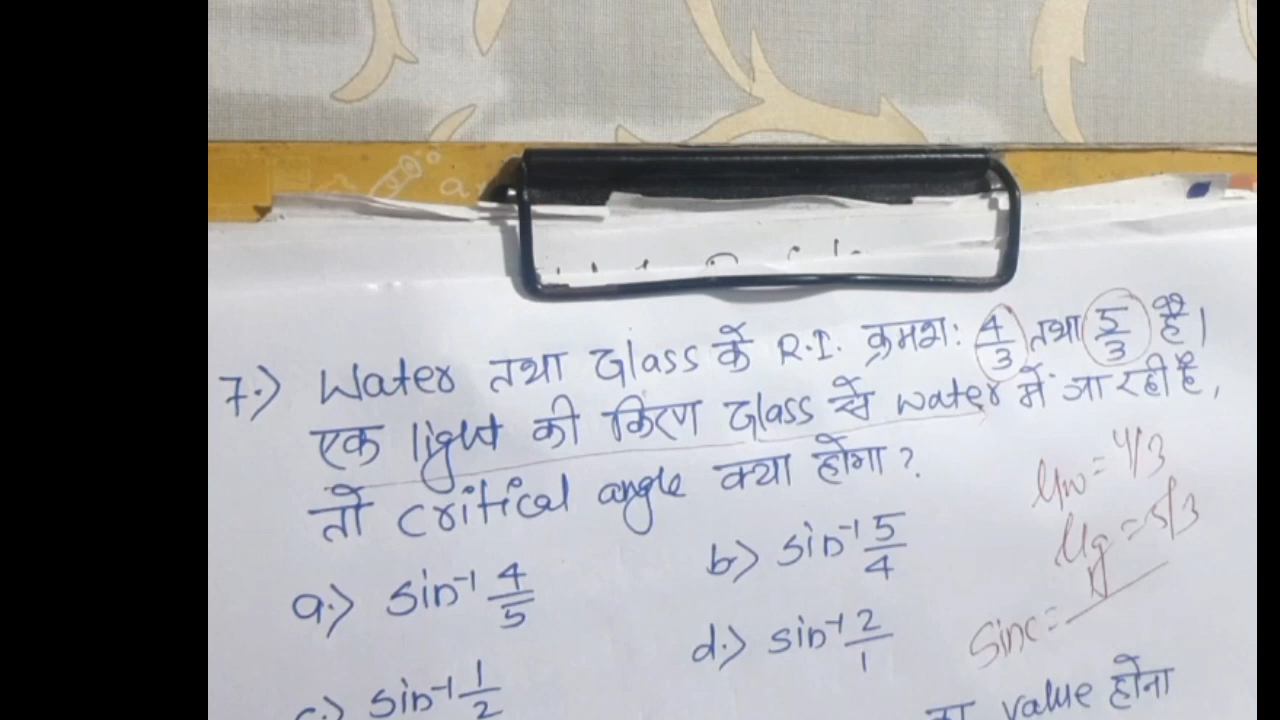 7.) Water तथा Glass के R.I. क्रमशः 4/3 तथा 5/3 है।
एक light की किरण Glass से water में जा रही है,
तो critical angle क्या होगा?
μw = 4/3
μg = 5/3
a.) sin⁻¹ 4/5
b) sin⁻¹ 5/4
sinc =
c) sin⁻¹ 1/2
d.) sin⁻¹ 2/1
value होना